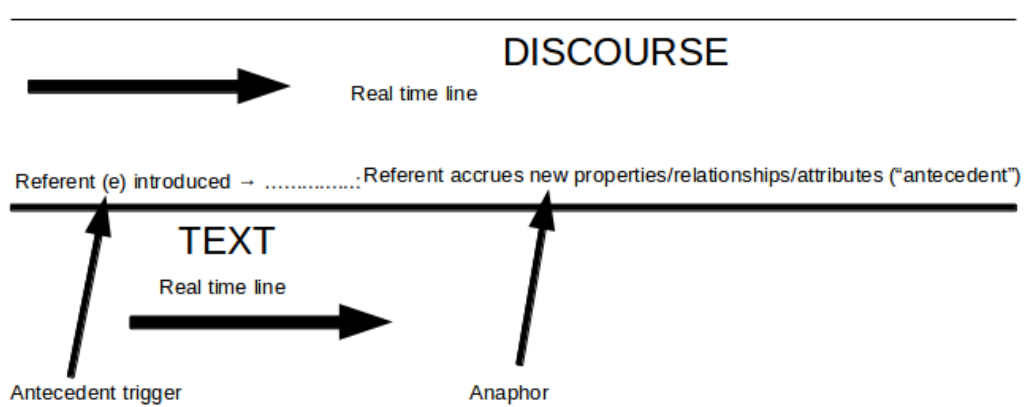 DISCOURSE
Real time line
Referent (e) introduced → ................: Referent accrues new properties/relationships/attributes (“antecedent”)
TEXT
Real time line
Antecedent trigger
Anaphor